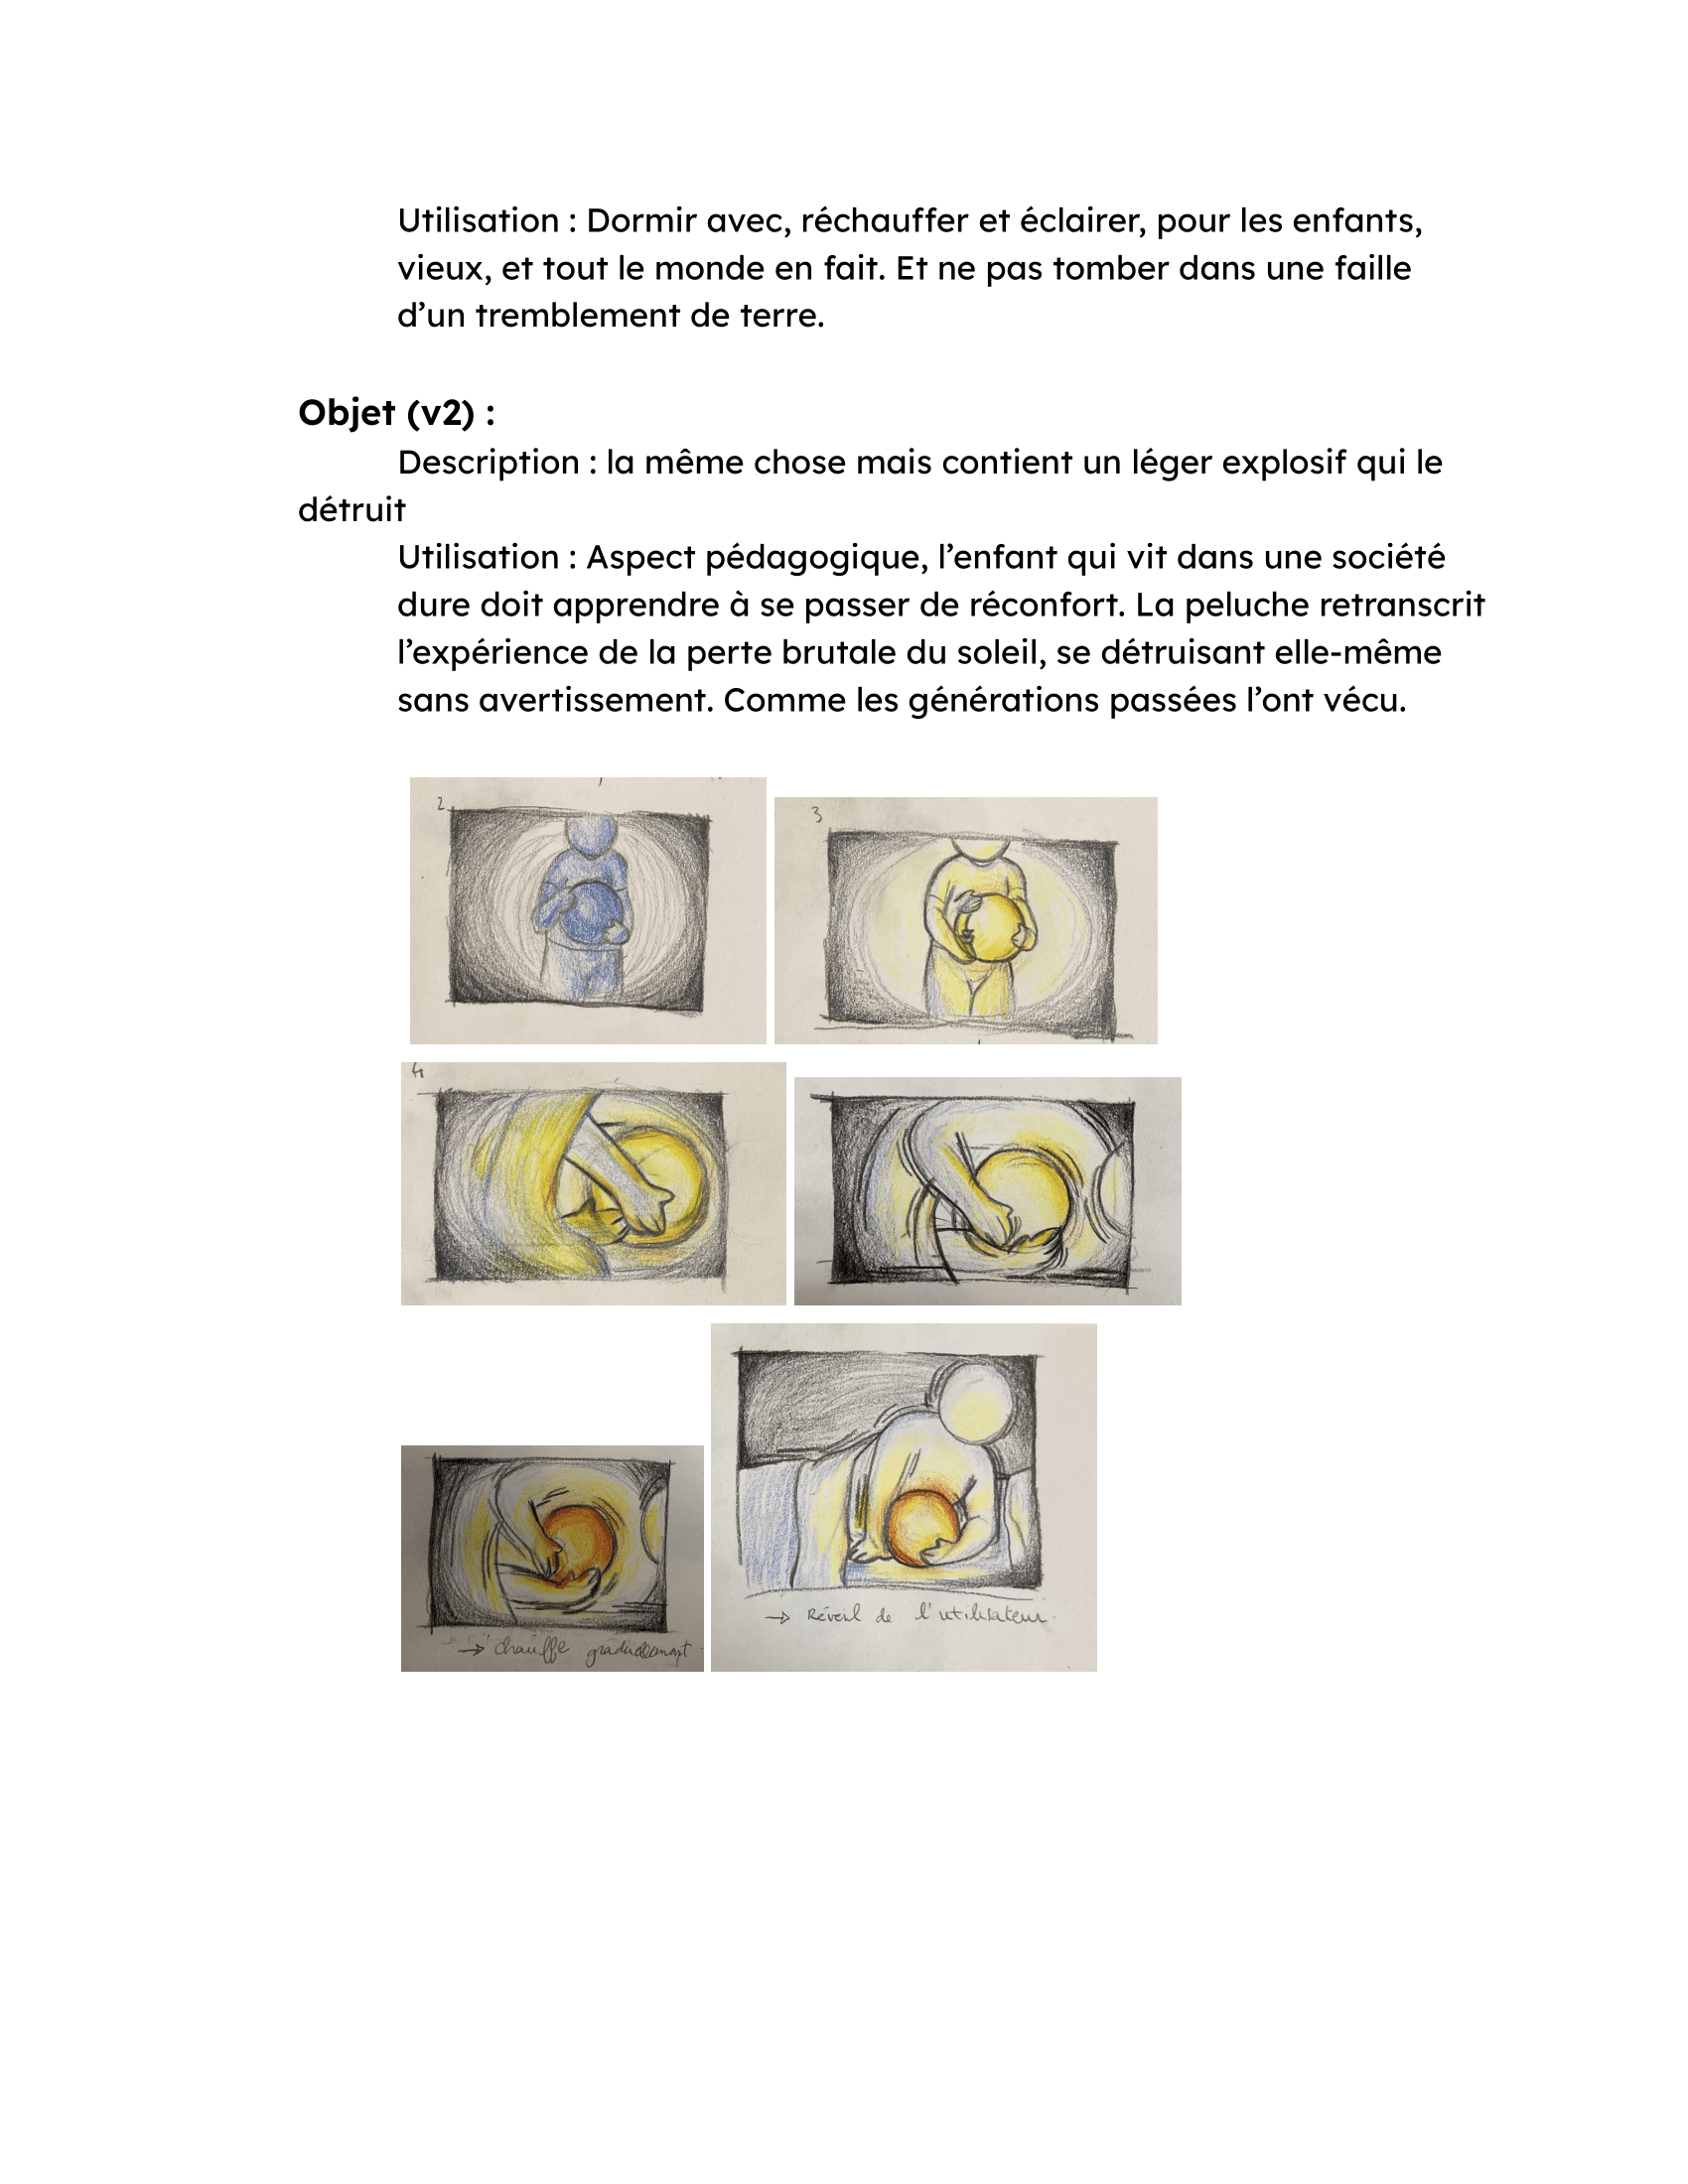 Utilisation : Dormir avec, réchauffer et éclairer, pour les enfants,
vieux, et tout le monde en fait. Et ne pas tomber dans une faille
d’un tremblement de terre.
Objet (v2) :
Description : la même chose mais contient un léger explosif qui le
détruit
Utilisation : Aspect pédagogique, l’enfant qui vit dans une société
dure doit apprendre à se passer de réconfort. La peluche retranscrit
l’expérience de la perte brutale du soleil, se détruisant elle-même
sans avertissement. Comme les générations passées l’ont vécu.
2
3
4
→ chauffe graduellement
→ Réveil de l'utilisateur.